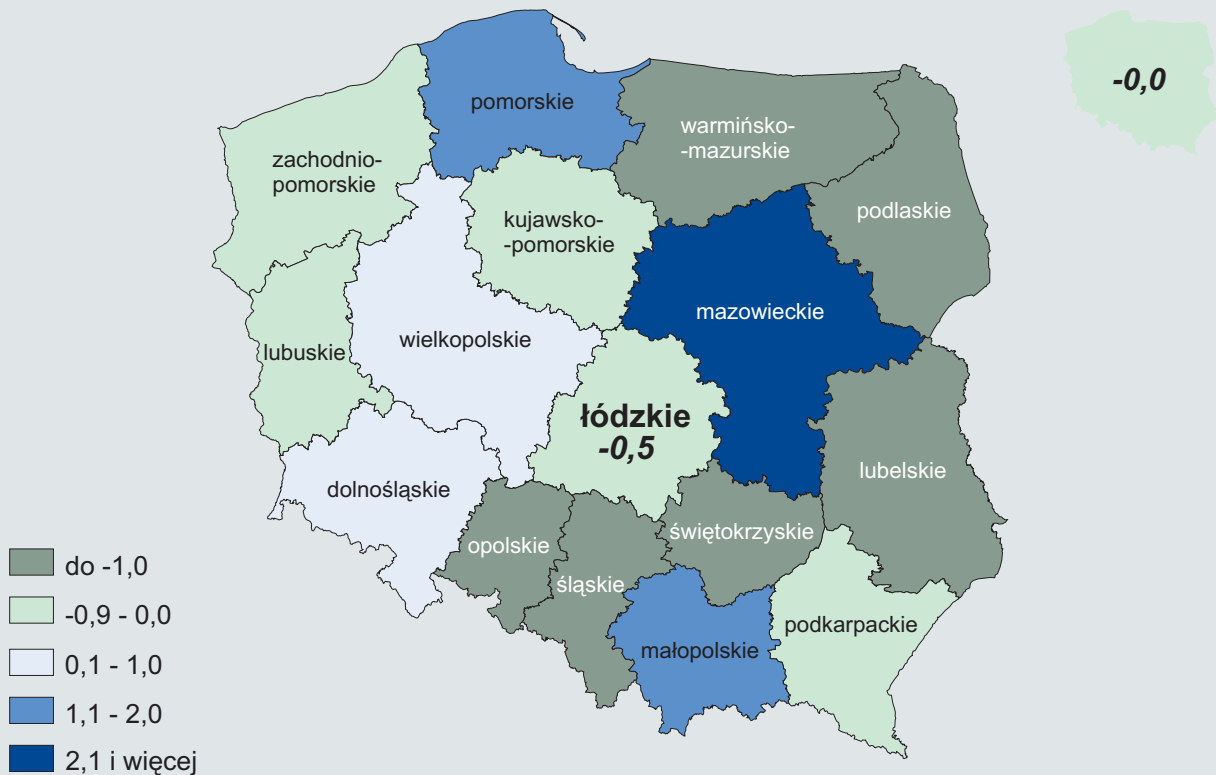 pomorskie
-0,0
warmińsko-
-mazurskie
zachodnio-
pomorskie
podlaskie
kujawsko-
-pomorskie
mazowieckie
wielkopolskie
lubuskie
łódzkie
-0,5
lubelskie
dolnośląskie
świętokrzyskie
opolskie
śląskie
podkarpackie
małopolskie
do -1,0
-0,9 - 0,0
0,1 - 1,0
1,1 - 2,0
2,1 i więcej